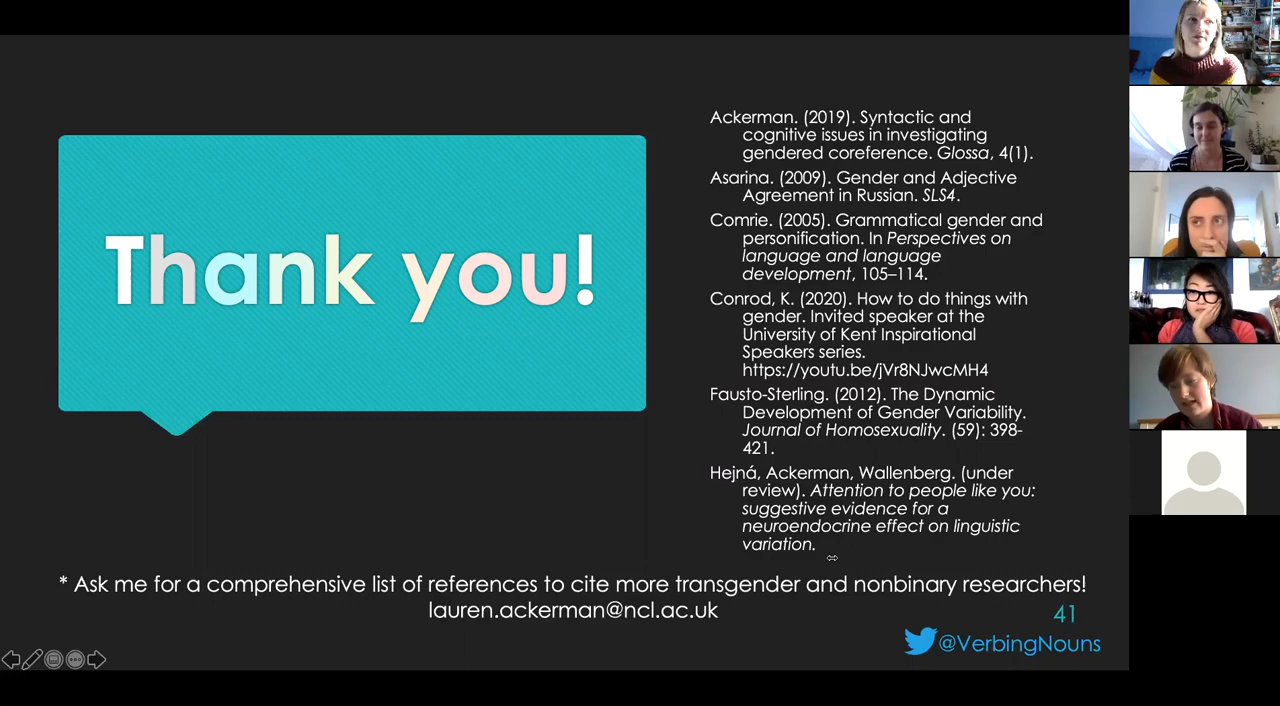 Thank you!
Ackerman. (2019). Syntactic and
cognitive issues in investigating
gendered coreference. Glossa, 4(1).
Asarina. (2009). Gender and Adjective
Agreement in Russian. SLS4.
Comrie. (2005). Grammatical gender and
personification. In Perspectives on
language and language
development, 105–114.
Conrod, K. (2020). How to do things with
gender. Invited speaker at the
University of Kent Inspirational
Speakers series.
https://youtu.be/jVr8NJwcMH4
Fausto-Sterling. (2012). The Dynamic
Development of Gender Variability.
Journal of Homosexuality. (59): 398-
421.
Hejná, Ackerman, Wallenberg. (under
review). Attention to people like you:
suggestive evidence for a
neuroendocrine effect on linguistic
variation.
* Ask me for a comprehensive list of references to cite more transgender and nonbinary researchers!
lauren.ackerman@ncl.ac.uk
41
@VerbingNouns